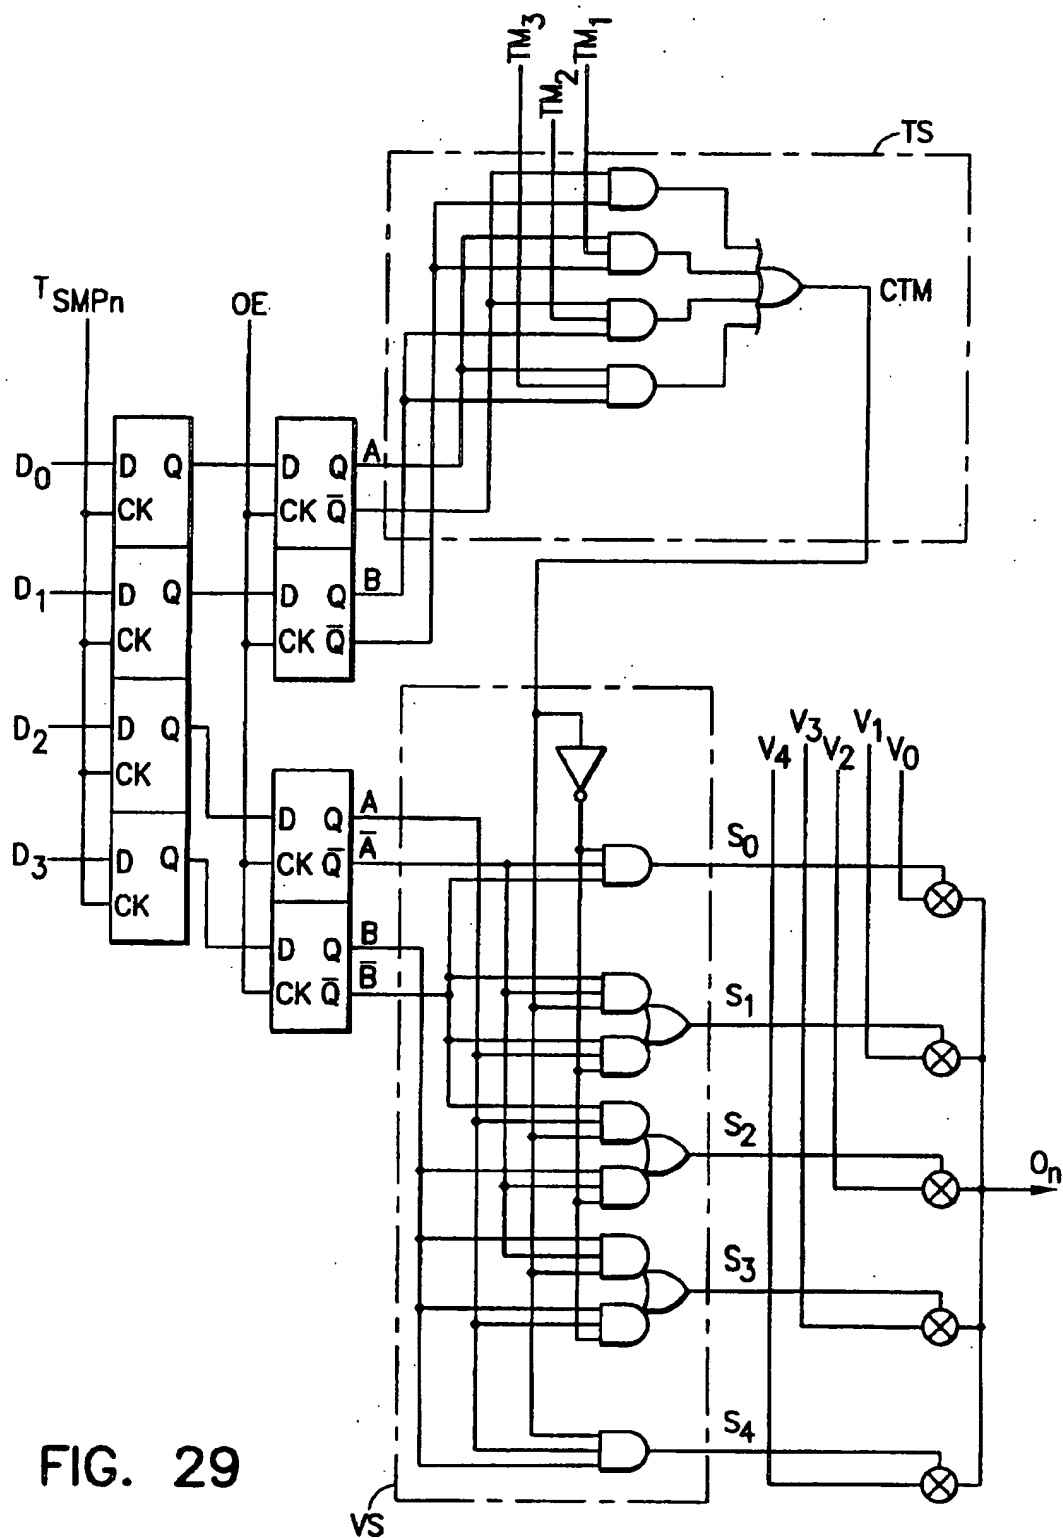 TM3 TM2 TM1
TS
CTM
TSMPn OE
D0 D Q D Q A
CK CK Q̅
D1 D Q D Q B
CK CK Q̅
D2 D Q
CK
V4 V3 V2 V1 V0
D Q A
D3 D Q CK Q̅ A̅
CK
S0
D Q B
CK Q̅ B̅
S1
S2
On
S3
S4
FIG. 29
VS